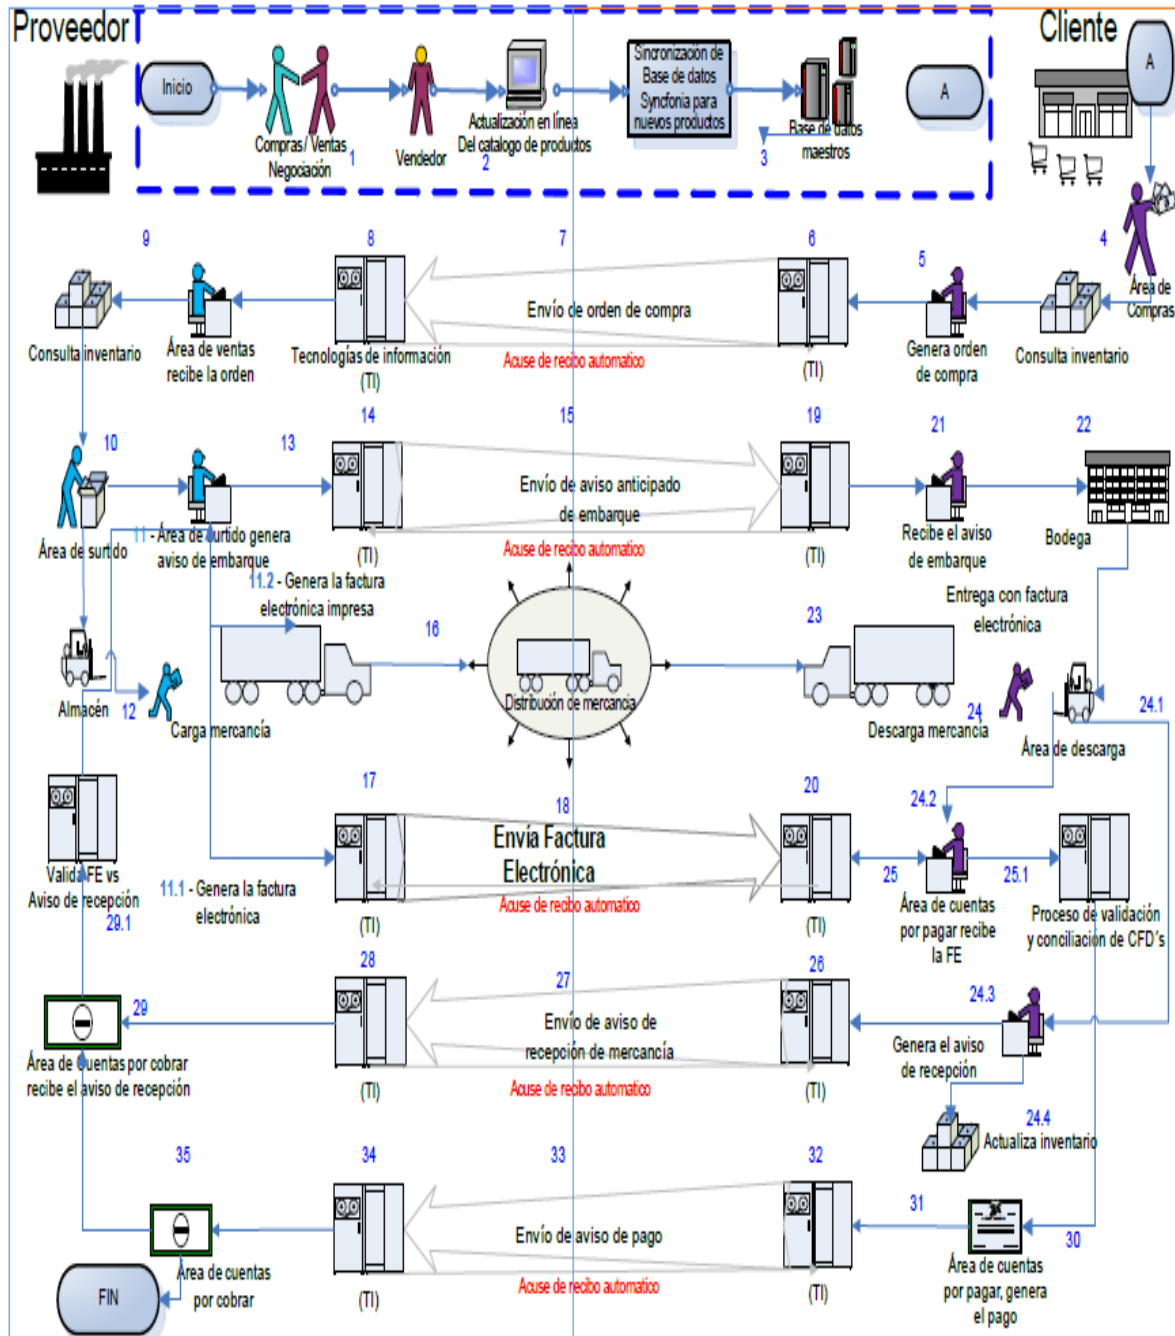 Proveedor
Cliente
A
Inicio
Compras/ Ventas
Negociación
1
Vendedor
2
Actualización en línea
Del catalogo de productos
Sincronización de
Base de datos
Syncfonia para
nuevos productos
3
Base de datos
maestros
A
4
Área de
Compras
9
8
7
6
5
Consulta inventario
Área de ventas
recibe la orden
Tecnologías de información
(TI)
Envío de orden de compra
Acuse de recibo automatico
(TI)
Genera orden
de compra
Consulta inventario
10
13
14
15
19
21
22
Área de surtido
11 - Área de surtido genera
aviso de embarque
(TI)
Envío de aviso anticipado
de embarque
Acuse de recibo automatico
(TI)
Recibe el aviso
de embarque
Bodega
11.2 - Genera la factura
electrónica impresa
Entrega con factura
electrónica
16
23
Almacén
12
Carga mercancía
Distribución de mercancia
Descarga mercancía
24
Área de descarga
24.1
17
18
20
24.2
Valida FE vs
Aviso de recepción
29.1
11.1 - Genera la factura
electrónica
(TI)
Envía Factura
Electrónica
Acuse de recibo automatico
(TI)
25
25.1
Área de cuentas
por pagar recibe
la FE
Proceso de validación
y conciliación de CFD´s
29
28
27
26
24.3
Área de Cuentas por cobrar
recibe el aviso de recepción
(TI)
Envío de aviso de
recepción de mercancía
Acuse de recibo automatico
(TI)
Genera el aviso
de recepción
24.4
Actualiza inventario
35
34
33
32
31
30
Área de cuentas
por cobrar
FIN
(TI)
Envío de aviso de pago
Acuse de recibo automatico
(TI)
Área de cuentas
por pagar, genera
el pago